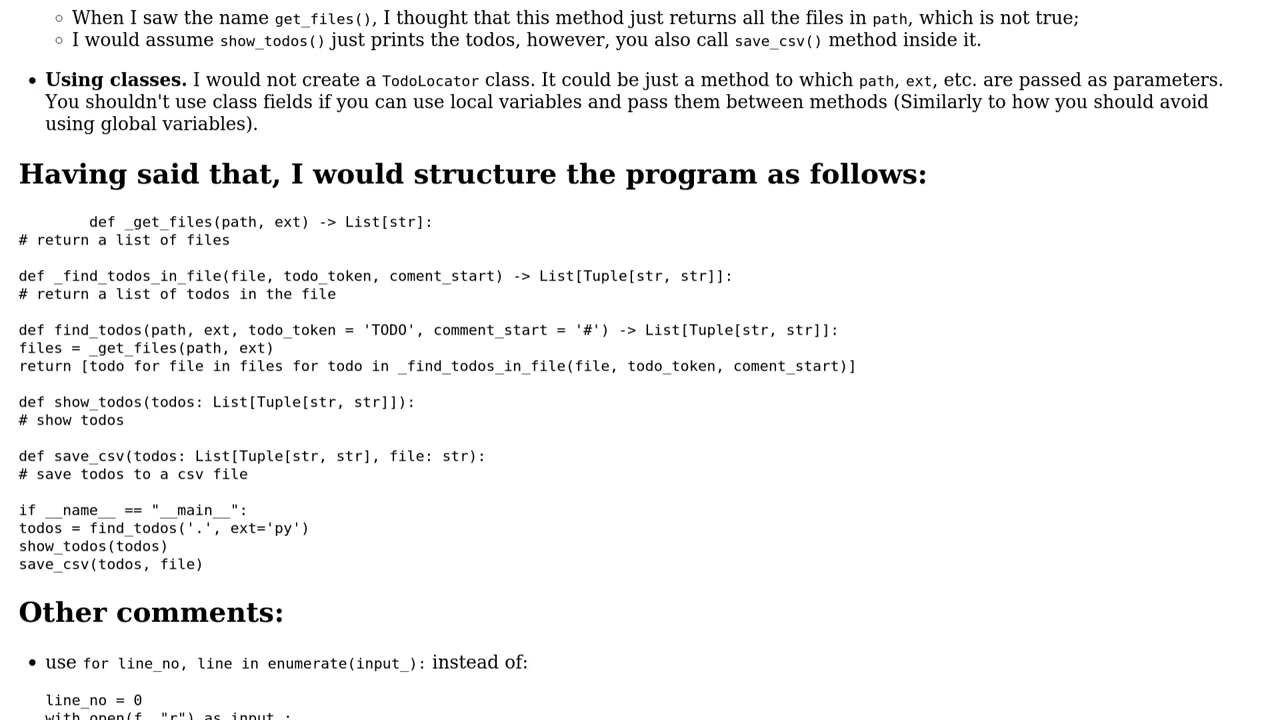 When I saw the name get_files(), I thought that this method just returns all the files in path, which is not true;
I would assume show_todos() just prints the todos, however, you also call save_csv() method inside it.
Using classes. I would not create a TodoLocator class. It could be just a method to which path, ext, etc. are passed as parameters.
You shouldn't use class fields if you can use local variables and pass them between methods (Similarly to how you should avoid
using global variables).
Having said that, I would structure the program as follows:
def _get_files(path, ext) -> List[str]:
# return a list of files
def _find_todos_in_file(file, todo_token, coment_start) -> List[Tuple[str, str]]:
# return a list of todos in the file
def find_todos(path, ext, todo_token = 'TODO', comment_start = '#') -> List[Tuple[str, str]]:
files = _get_files(path, ext)
return [todo for file in files for todo in _find_todos_in_file(file, todo_token, coment_start)]
def show_todos(todos: List[Tuple[str, str]]):
# show todos
def save_csv(todos: List[Tuple[str, str], file: str):
# save todos to a csv file
if __name__ == "__main__":
todos = find_todos('.', ext='py')
show_todos(todos)
save_csv(todos, file)
Other comments:
use for line_no, line in enumerate(input_): instead of:
line_no = 0
with open(f, "r") as input_: